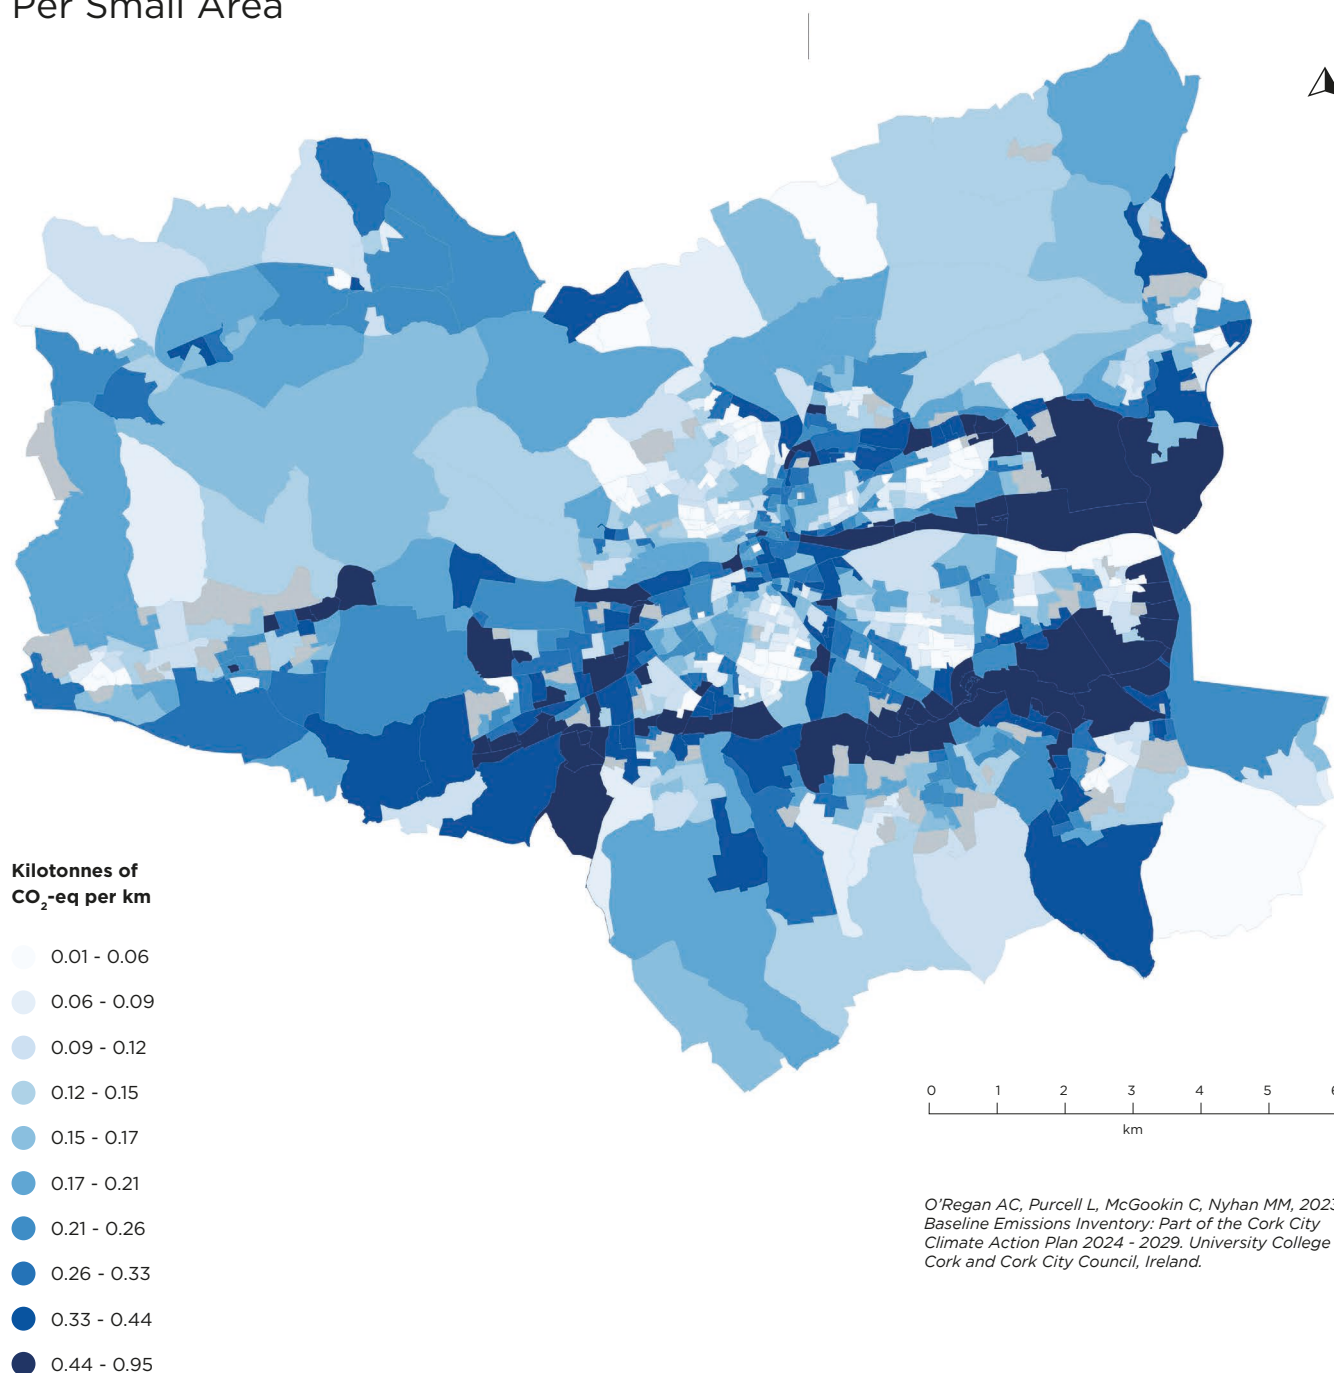 Per Small Area
Kilotonnes of
CO2-eq per km
0.01 - 0.06
0.06 - 0.09
0.09 - 0.12
0.12 - 0.15
0.15 - 0.17
0.17 - 0.21
0.21 - 0.26
0.26 - 0.33
0.33 - 0.44
0.44 - 0.95
0 1 2 3 4 5 6
km
O'Regan AC, Purcell L, McGookin C, Nyhan MM, 2023
Baseline Emissions Inventory: Part of the Cork City
Climate Action Plan 2024 - 2029. University College
Cork and Cork City Council, Ireland.